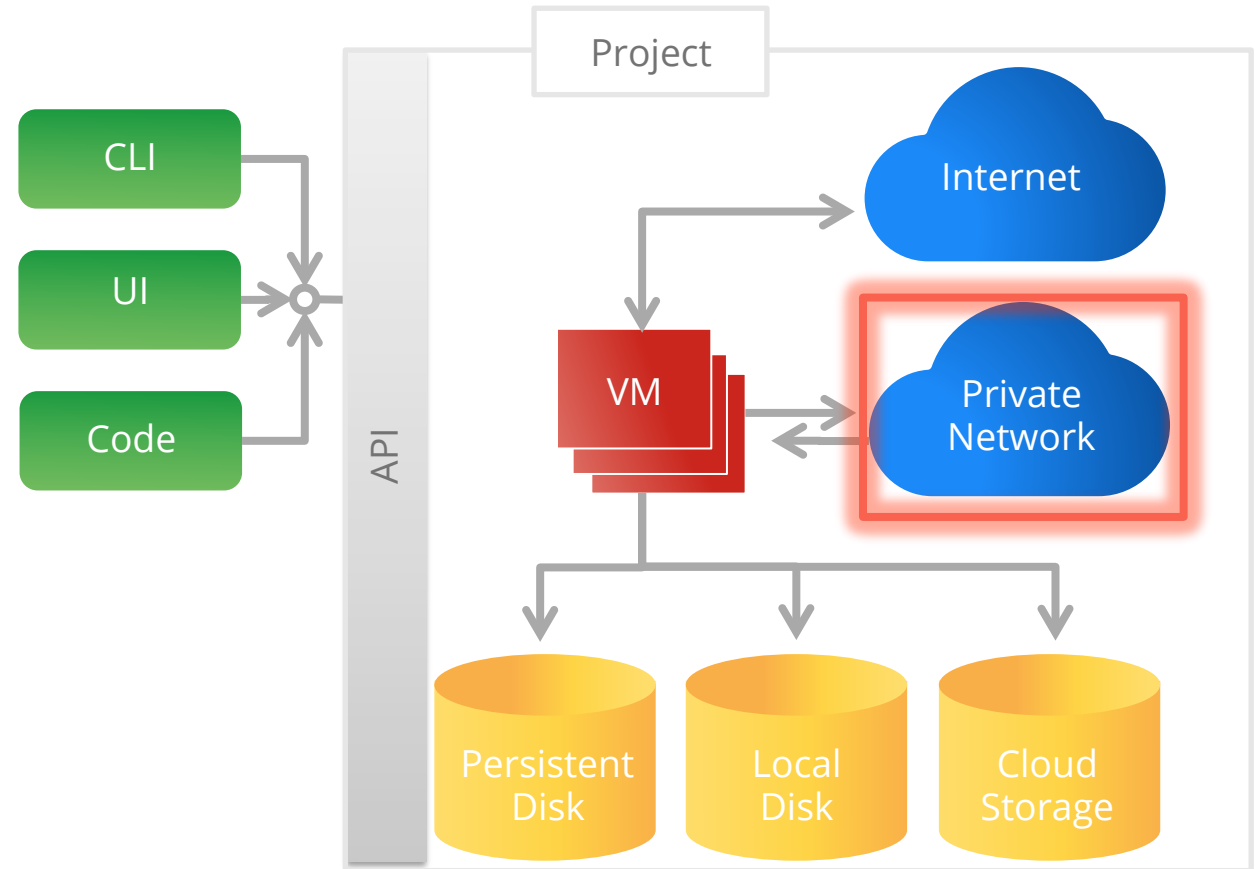 Project
CLI
UI
Code
API
Internet
VM
Private
Network
Persistent
Disk
Local
Disk
Cloud
Storage